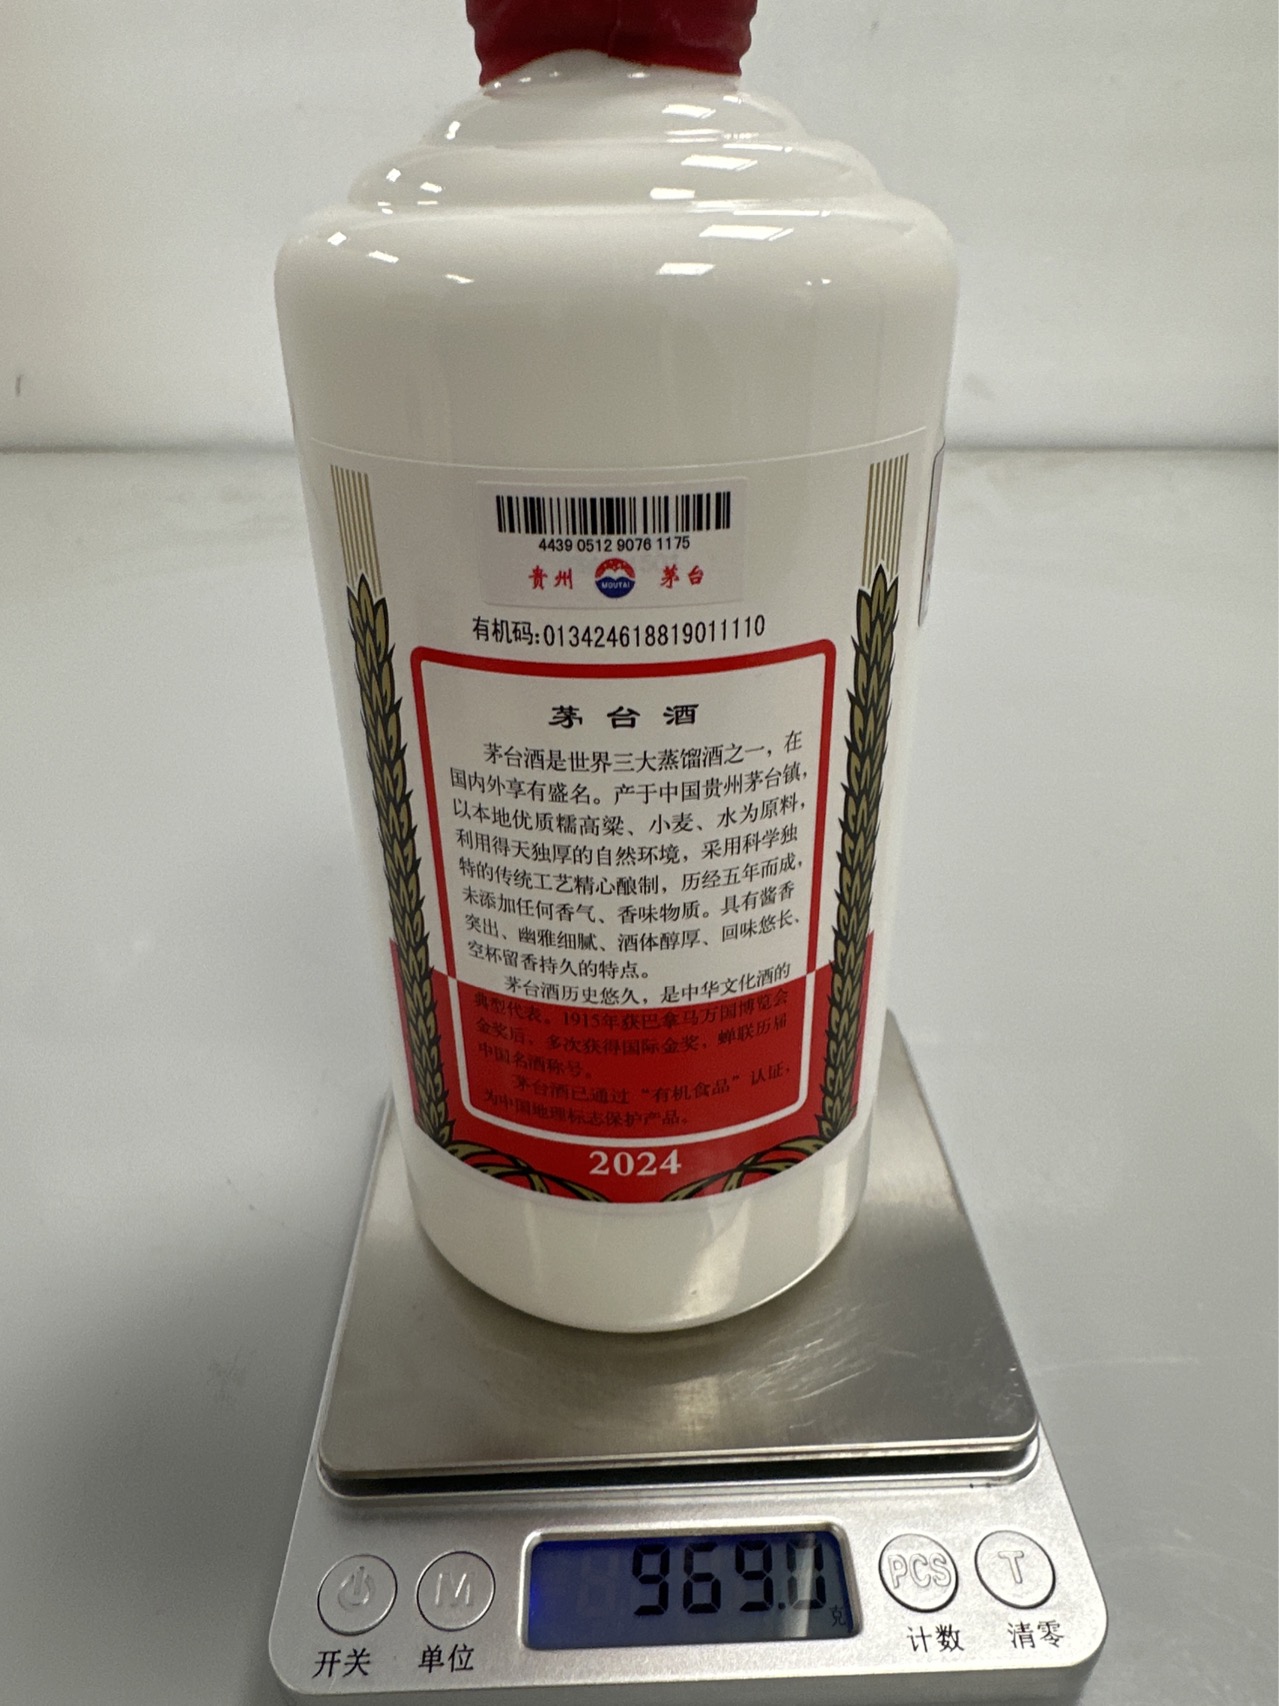 4439 0512 9076 1175
贵州 MOUTAI 茅台
有机码:013424618819011110
茅台酒
茅台酒是世界三大蒸馏酒之一，在
国内外享有盛名。产于中国贵州茅台镇，
以本地优质糯高粱、小麦、水为原料，
利用得天独厚的自然环境，采用科学独
特的传统工艺精心酿制，历经五年而成，
未添加任何香气、香味物质。具有酱香
突出、幽雅细腻、酒体醇厚、回味悠长、
空杯留香持久的特点。
茅台酒历史悠久，是中华文化酒的
典型代表。1915年获巴拿马万国博览会
金奖后，多次获得国际金奖，蝉联历届
中国名酒称号。
茅台酒已通过“有机食品”认证，
为中国地理标志保护产品。
2024
969.0
克
M
PCS
T
开关
单位
计数
清零